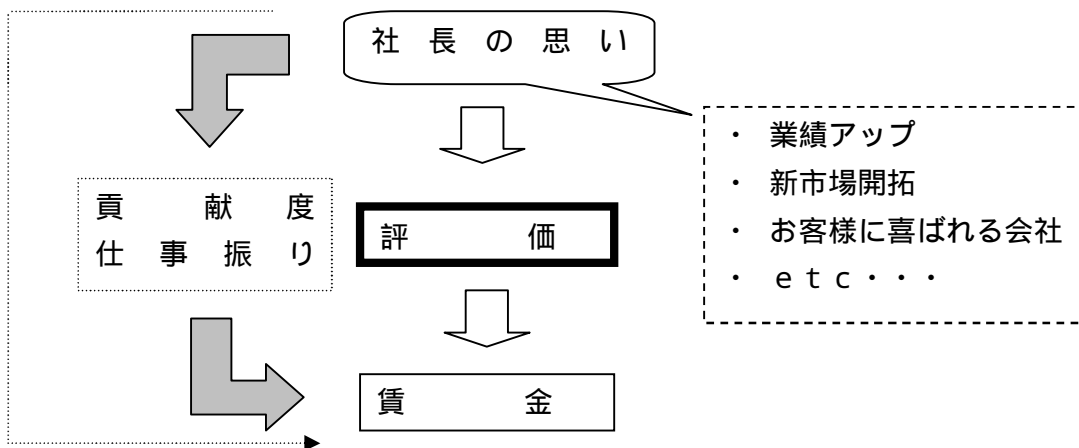 社長の思い
・ 業績アップ
・ 新市場開拓
・ お客様に喜ばれる会社
・ ｅｔｃ・・・
貢献度
仕事振り
評価
賃金